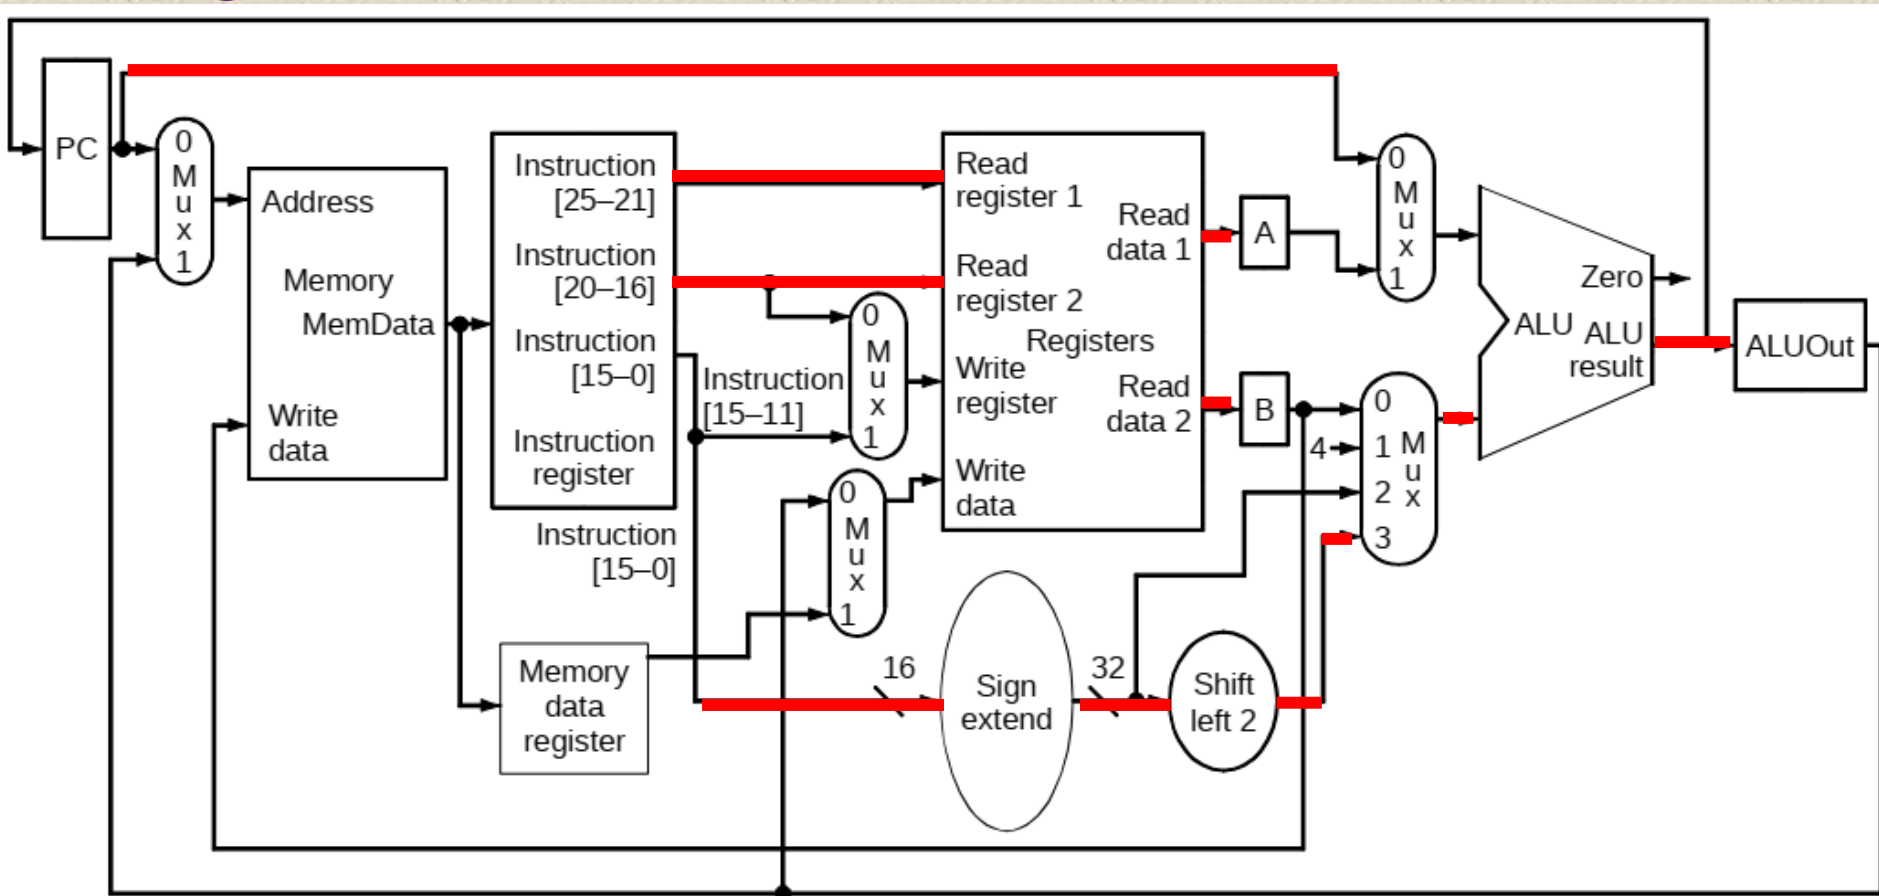 PC
0
M
u
x
1
Address
Memory
MemData
Write
data
Instruction
[25–21]
Instruction
[20–16]
Instruction
[15–0]
Instruction
register
Instruction
[15–11]
Instruction
[15–0]
Memory
data
register
0
M
u
x
1
0
M
u
x
1
Read
register 1
Read
register 2
Registers
Write
register
Write
data
Read
data 1
Read
data 2
16
Sign
extend
32
Shift
left 2
A
B
4
0
M
u
x
1
0
1
2
3
M
u
x
Zero
ALU
ALU
result
ALUOut